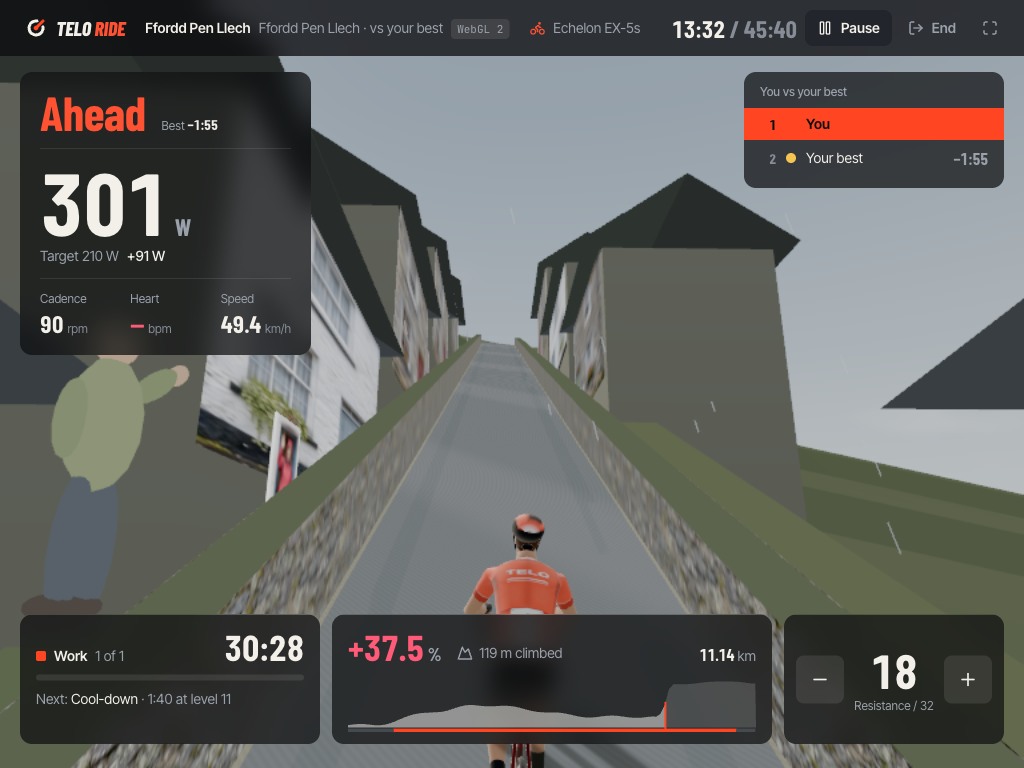 TELO RIDE
Ffordd Pen Llech Ffordd Pen Llech · vs your best WebGL 2
Echelon EX-5s
13:32 / 45:40
Pause
End
Ahead Best −1:55
301 W
Target 210 W +91 W
Cadence Heart Speed
90 rpm — bpm 49.4 km/h
You vs your best
1 You
2 Your best −1:55
TELO
Work 1 of 1 30:28
Next: Cool-down · 1:40 at level 11
+37.5 % 119 m climbed 11.14 km
− 18 +
Resistance / 32